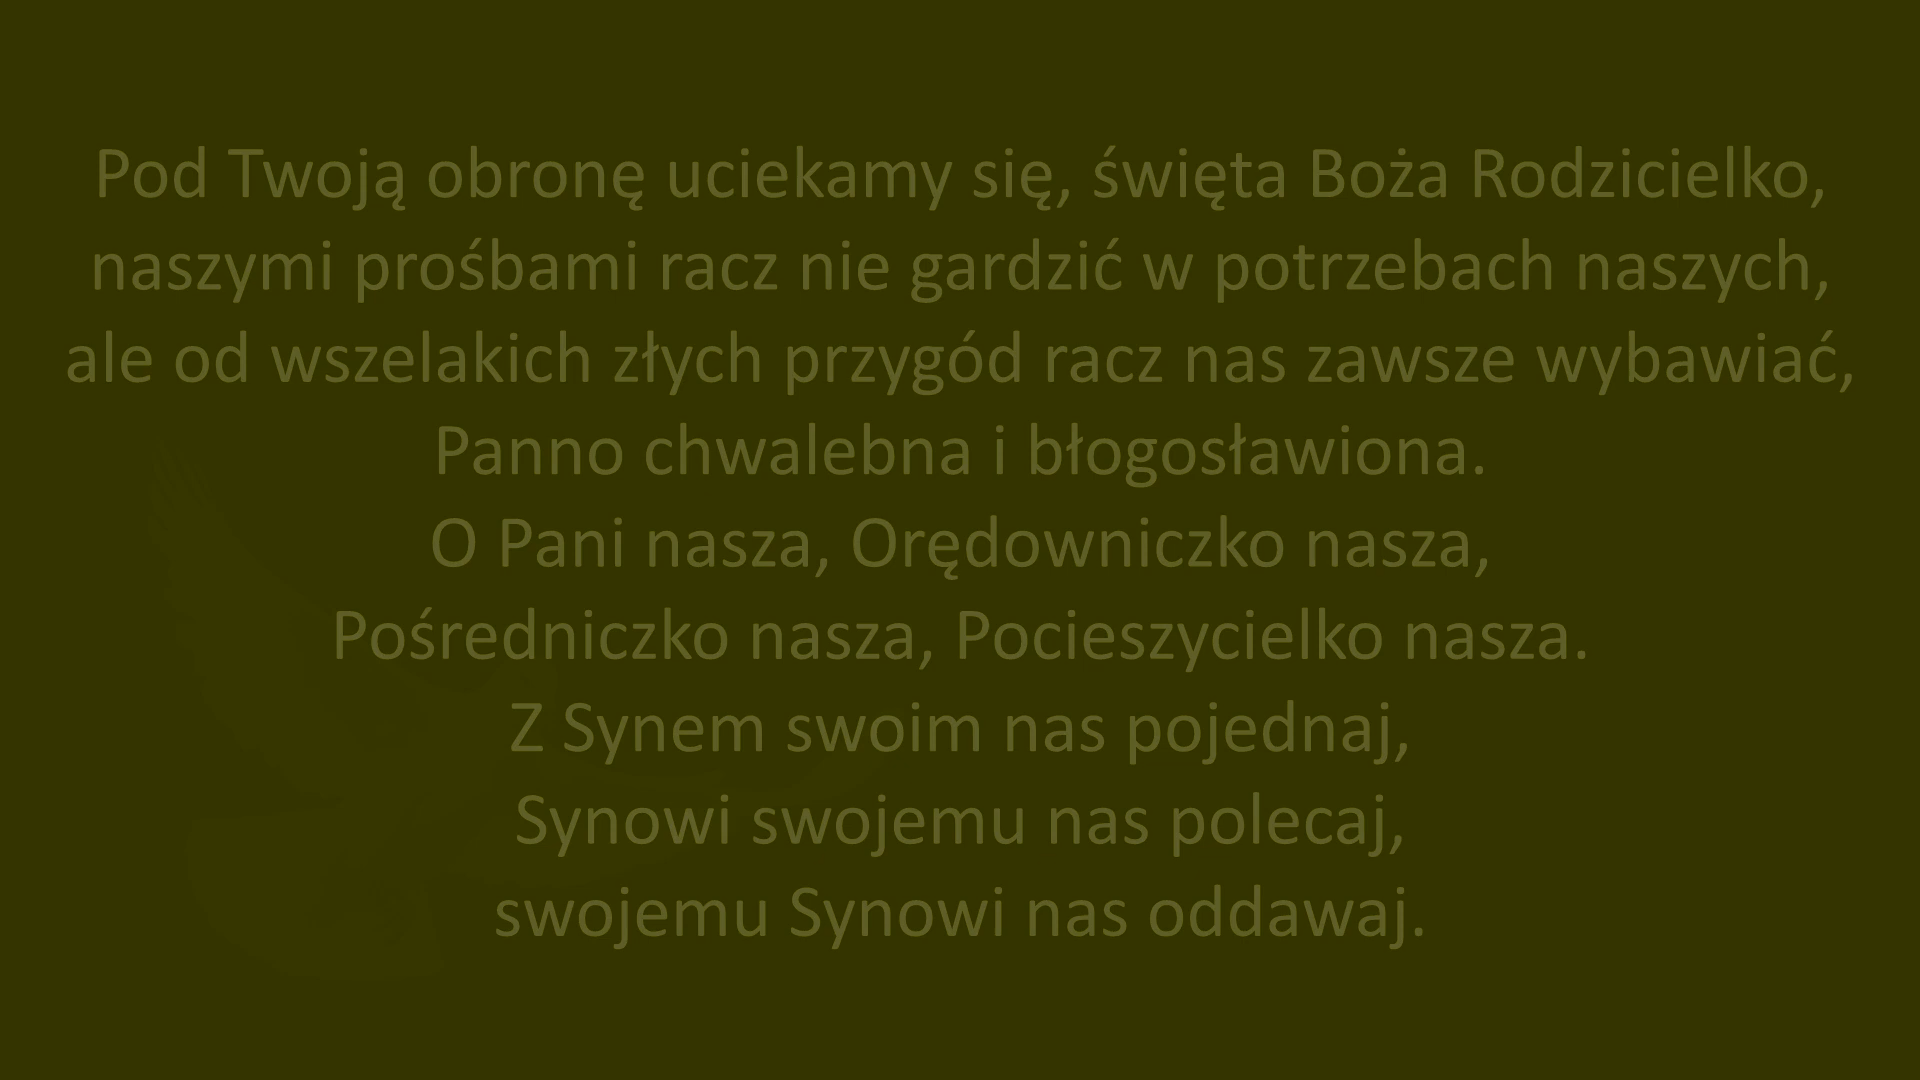 Pod Twoją obronę uciekamy się, święta Boża Rodzicielko,
naszymi prośbami racz nie gardzić w potrzebach naszych,
ale od wszelakich złych przygód racz nas zawsze wybawiać,
Panno chwalebna i błogosławiona.
O Pani nasza, Orędowniczko nasza,
Pośredniczko nasza, Pocieszycielko nasza.
Z Synem swoim nas pojednaj,
Synowi swojemu nas polecaj,
swojemu Synowi nas oddawaj.